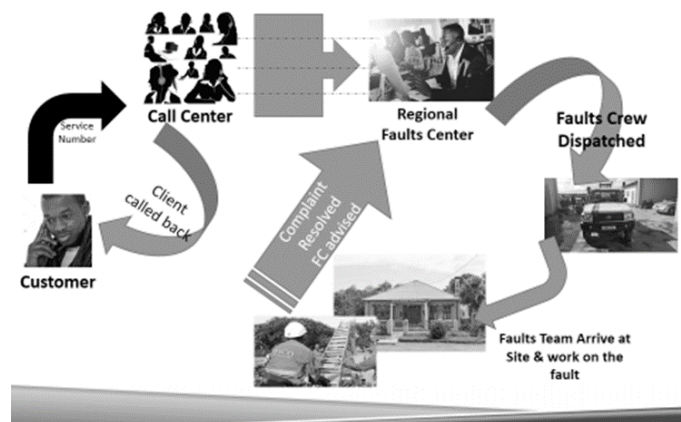 Service
Number
Call Center
Regional
Faults Center
Faults Crew
Dispatched
Client
called back
Customer
Complaint
Resolved
FC advised
Faults Team Arrive at
Site & work on the
fault